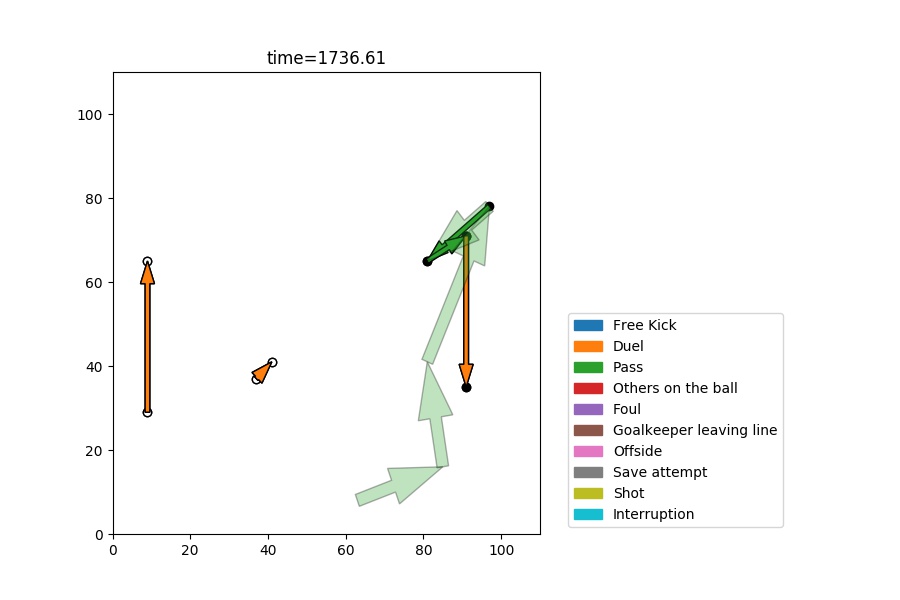 time=1736.61
100
80
60
40
20
0
0 20 40 60 80 100
Free Kick
Duel
Pass
Others on the ball
Foul
Goalkeeper leaving line
Offside
Save attempt
Shot
Interruption